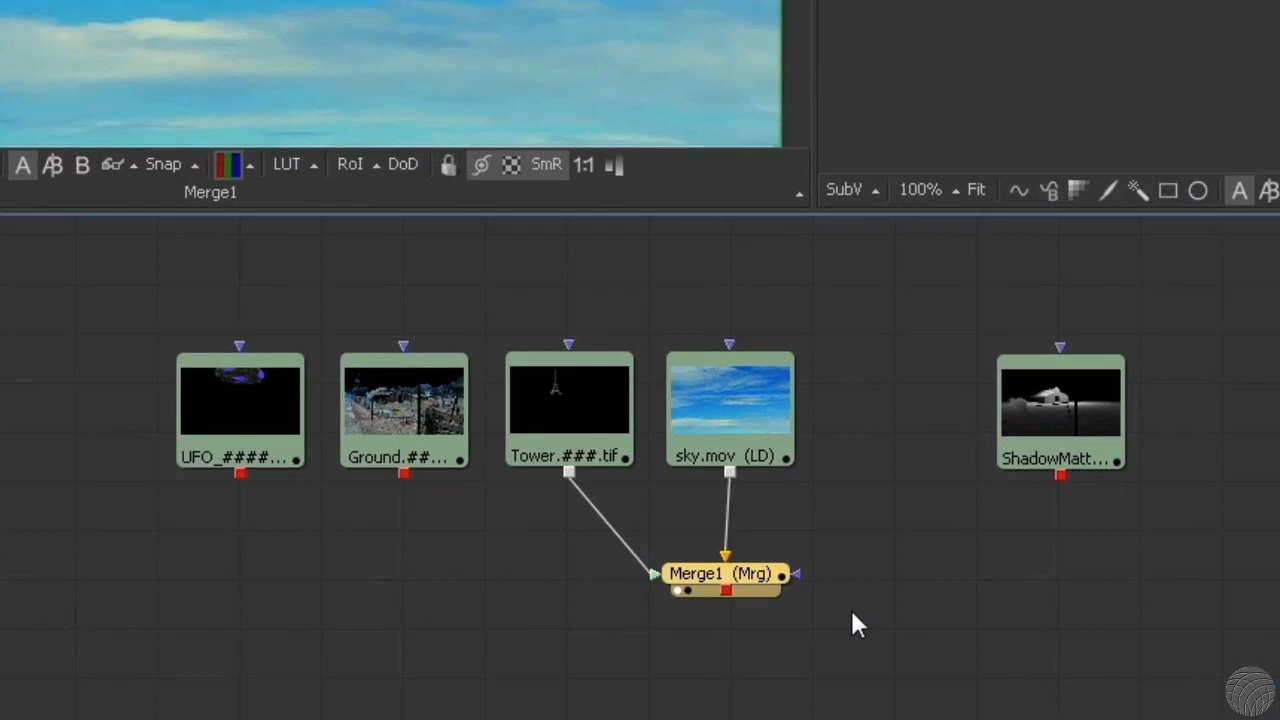 A B B Snap LUT RoI DoD SmR 1:1
Merge1
SubV 100% Fit A B
UFO_####... Ground.##... Tower.###.tif sky.mov (LD) ShadowMatt...
Merge1 (Mrg)